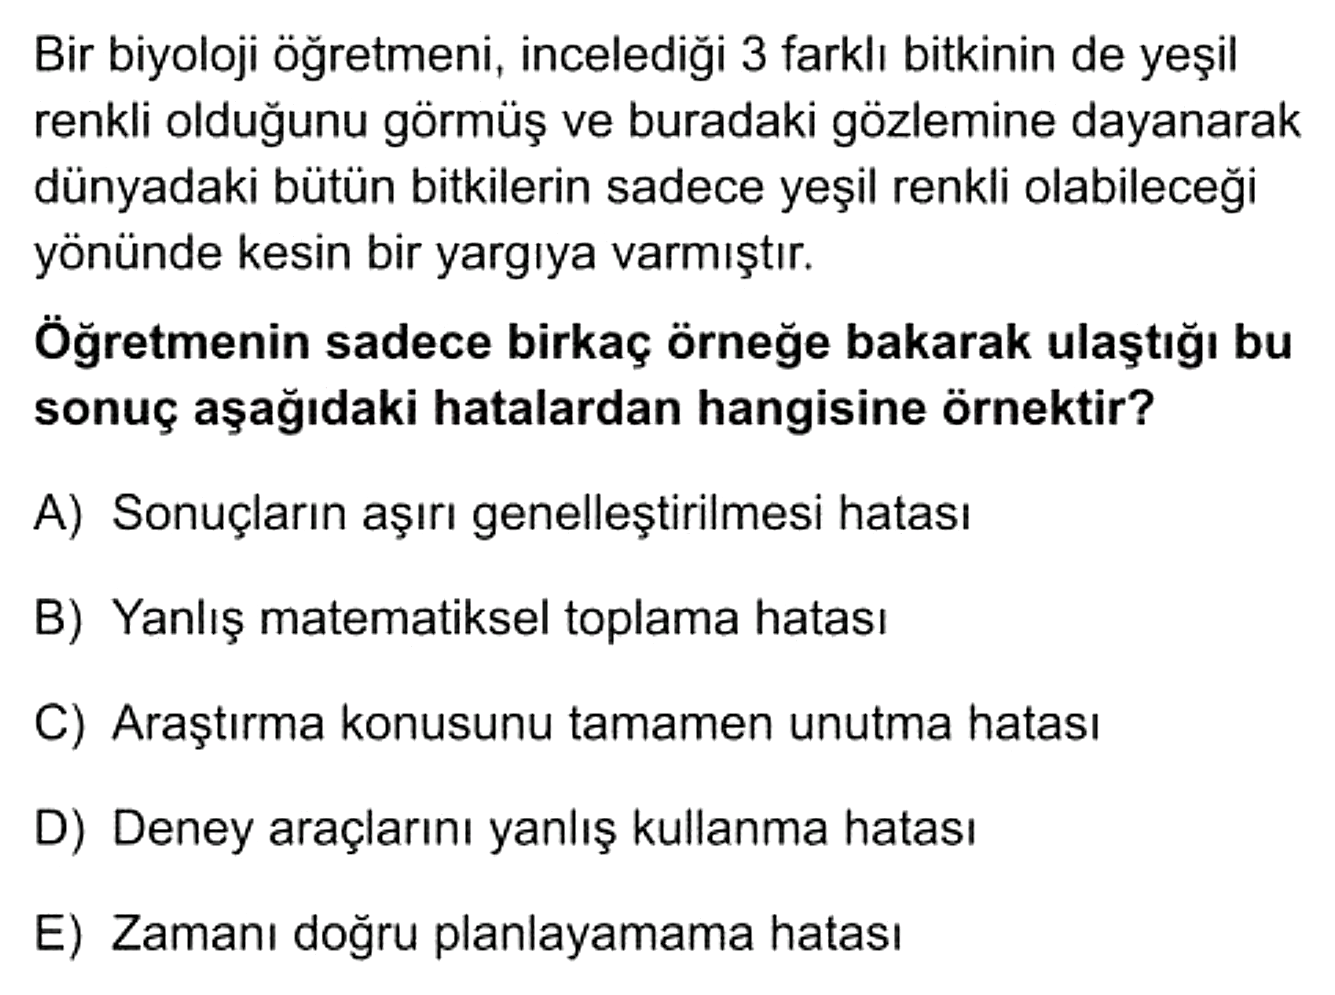 Bir biyoloji öğretmeni, incelediği 3 farklı bitkinin de yeşil
renkli olduğunu görmüş ve buradaki gözlemine dayanarak
dünyadaki bütün bitkilerin sadece yeşil renkli olabileceği
yönünde kesin bir yargıya varmıştır.
Öğretmenin sadece birkaç örneğe bakarak ulaştığı bu
sonuç aşağıdaki hatalardan hangisine örnektir?
A) Sonuçların aşırı genelleştirilmesi hatası
B) Yanlış matematiksel toplama hatası
C) Araştırma konusunu tamamen unutma hatası
D) Deney araçlarını yanlış kullanma hatası
E) Zamanı doğru planlayamama hatası